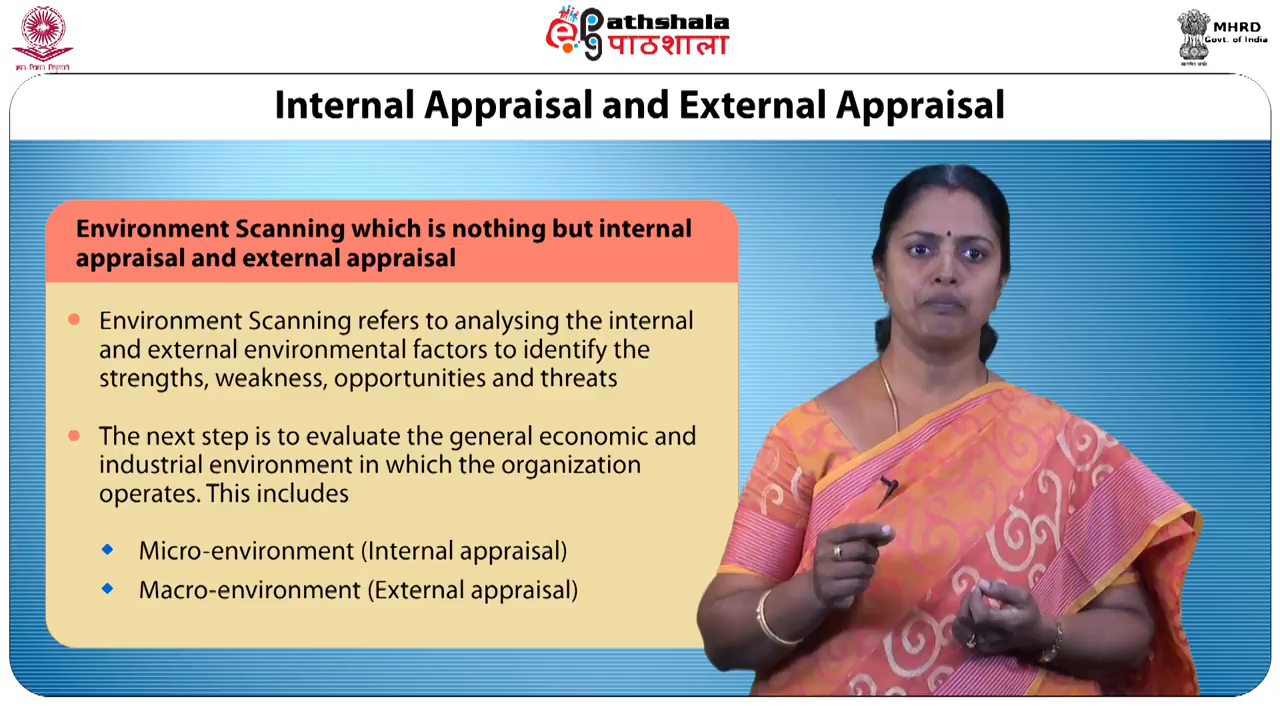 ePathshala
पाठशाला
MHRD
Govt. of India
ज्ञान-विज्ञान विमुक्तये
Internal Appraisal and External Appraisal
Environment Scanning which is nothing but internal
appraisal and external appraisal
Environment Scanning refers to analysing the internal
and external environmental factors to identify the
strengths, weakness, opportunities and threats
The next step is to evaluate the general economic and
industrial environment in which the organization
operates. This includes
Micro-environment (Internal appraisal)
Macro-environment (External appraisal)